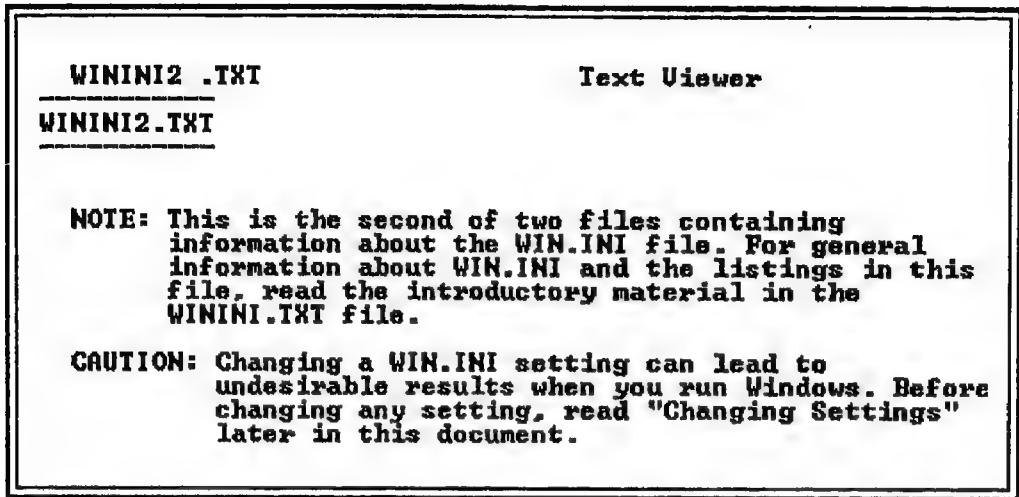 WININI2 .TXT Text Viewer
WININI2.TXT
NOTE: This is the second of two files containing
information about the WIN.INI file. For general
information about WIN.INI and the listings in this
file, read the introductory material in the
WININI.TXT file.
CAUTION: Changing a WIN.INI setting can lead to
undesirable results when you run Windows. Before
changing any setting, read "Changing Settings"
later in this document.